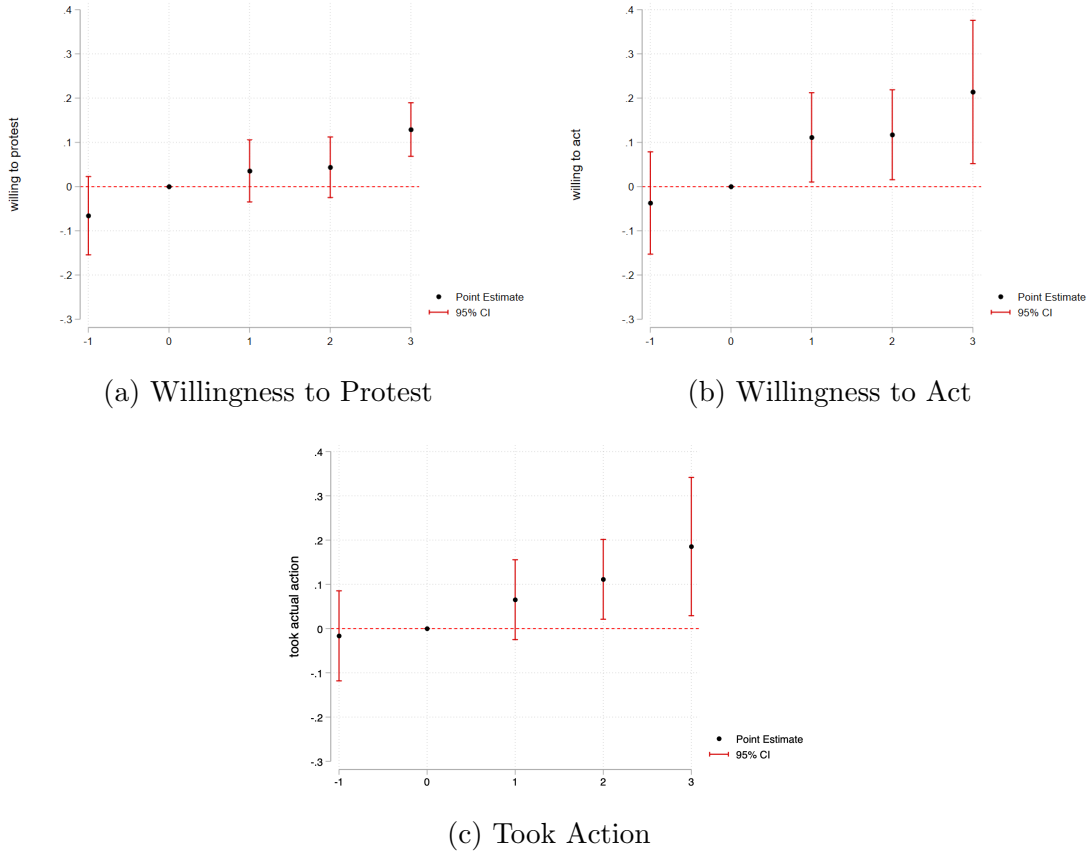 .4
.3
.2
.1
0
-.1
-.2
-.3
willing to protest
-1 0 1 2 3
Point Estimate
95% CI
(a) Willingness to Protest
.4
.3
.2
.1
0
-.1
-.2
-.3
willing to act
-1 0 1 2 3
Point Estimate
95% CI
(b) Willingness to Act
.4
.3
.2
.1
0
-.1
-.2
-.3
took actual action
-1 0 1 2 3
Point Estimate
95% CI
(c) Took Action